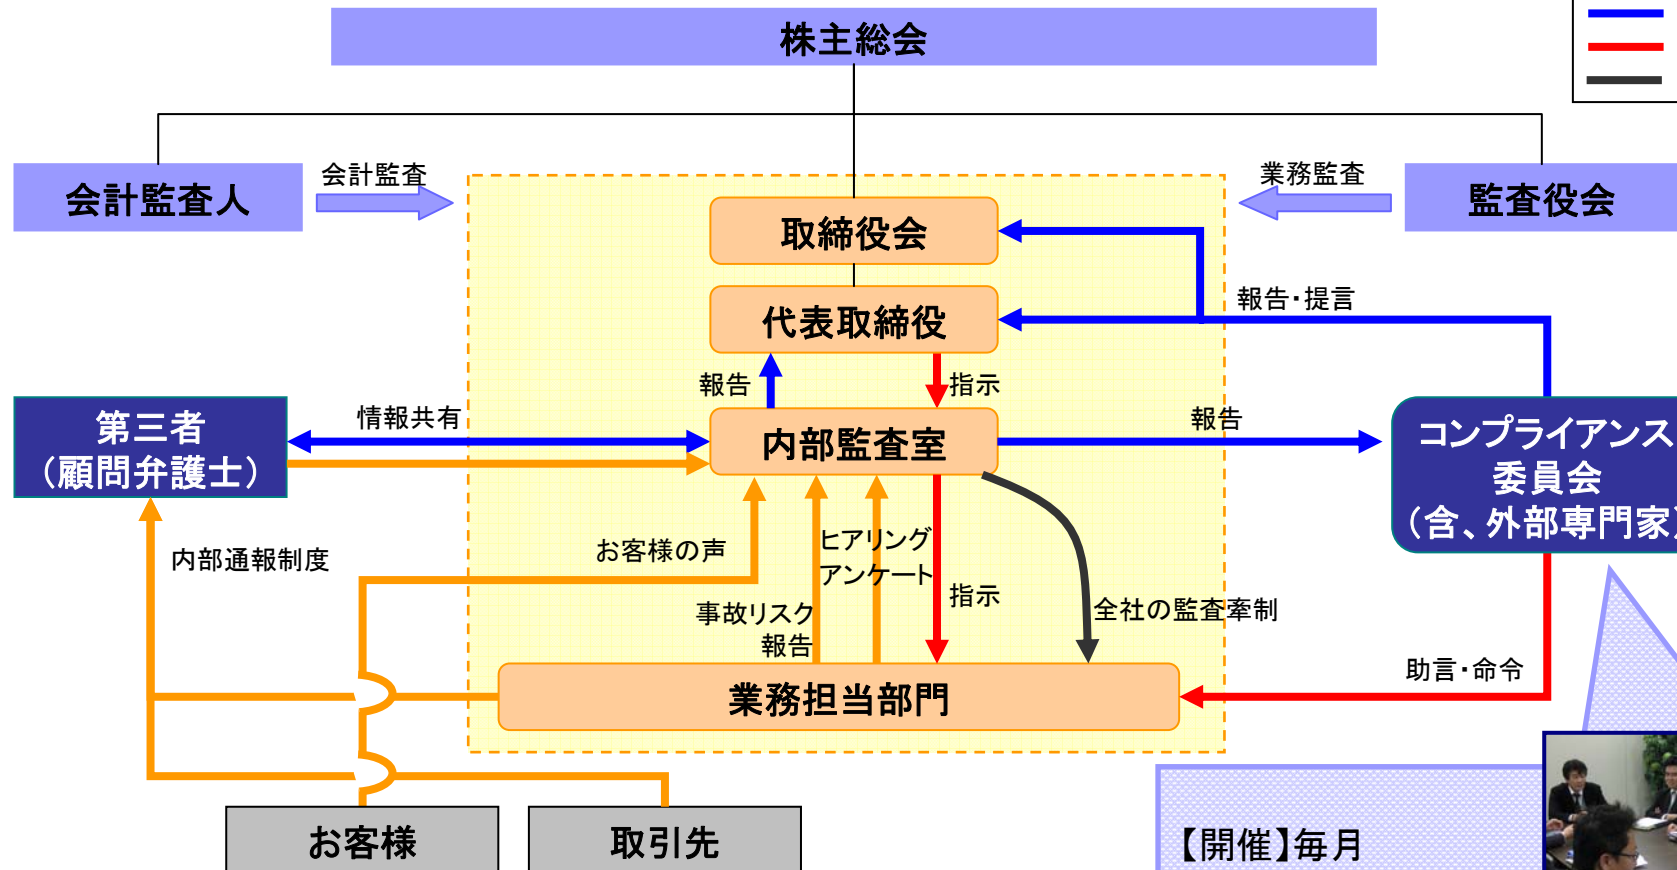 株主総会
会計監査人
会計監査
業務監査
監査役会
取締役会
代表取締役
報告・提言
報告
指示
第三者
（顧問弁護士）
情報共有
内部監査室
報告
コンプライアンス
委員会
（含、外部専門家）
内部通報制度
お客様の声
ヒアリング
アンケート
事故リスク
報告
指示
全社の監査牽制
助言・命令
業務担当部門
お客様
取引先
【開催】毎月